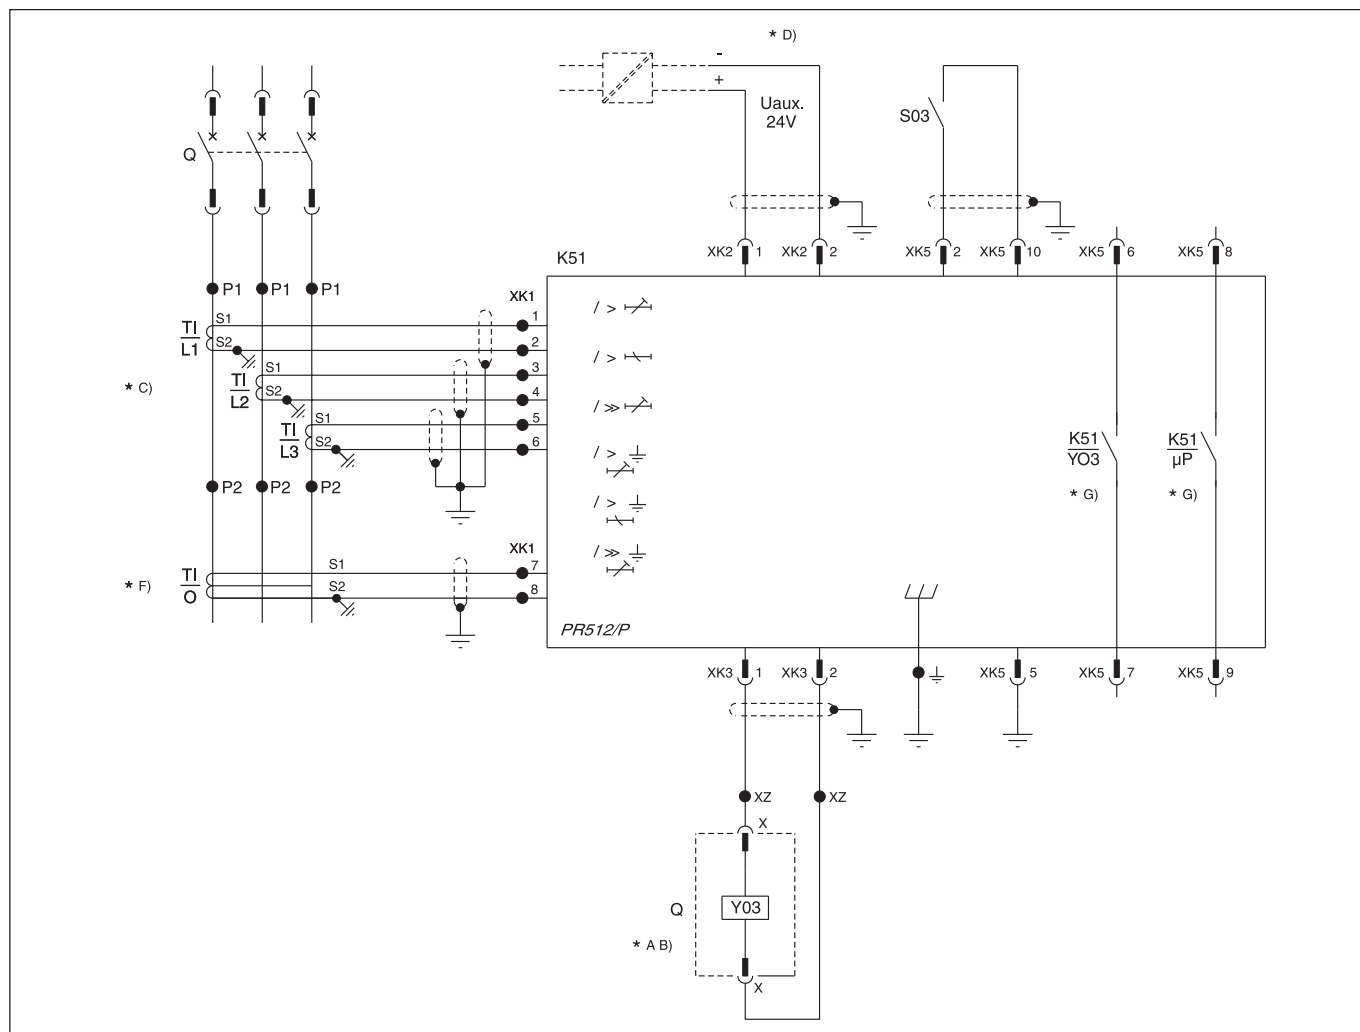 * D)
-
+
Uaux.
24V
S03
Q
XK2 1
XK2 2
XK5 2
XK5 10
XK5 6
XK5 8
K51
P1 P1 P1
XK1
TI
L1
S1
S2
1
2
* C)
TI
L2
S1
S2
3
4
TI
L3
S1
S2
5
6
/ >
/ >
/ >>
/ >
/ >
/ >>
K51
YO3
* G)
K51
µP
* G)
P2 P2 P2
XK1
* F)
TI
O
S1
S2
7
8
PR512/P
XK3 1
XK3 2
XK5 5
XK5 7
XK5 9
XZ
XZ
X
Q
Y03
* A B)
X